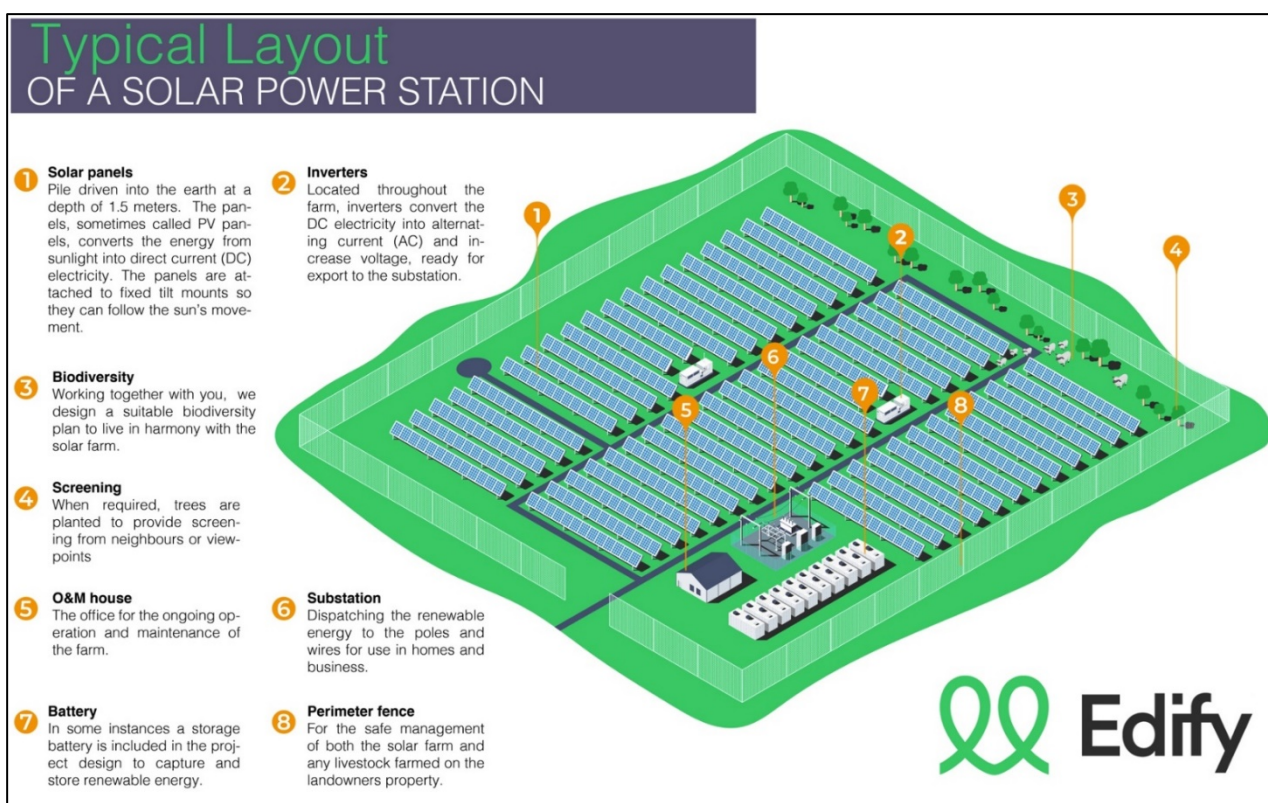 Typical Layout
OF A SOLAR POWER STATION
1
Solar panels
Pile driven into the earth at a
depth of 1.5 meters. The pan-
els, sometimes called PV pan-
els, converts the energy from
sunlight into direct current (DC)
electricity. The panels are at-
tached to fixed tilt mounts so
they can follow the sun's move-
ment.
2
Inverters
Located throughout the
farm, inverters convert the
DC electricity into alternat-
ing current (AC) and in-
crease voltage, ready for
export to the substation.
3
Biodiversity
Working together with you, we
design a suitable biodiversity
plan to live in harmony with the
solar farm.
4
Screening
When required, trees are
planted to provide screen-
ing from neighbours or view-
points
5
O&M house
The office for the ongoing op-
eration and maintenance of
the farm.
6
Substation
Dispatching the renewable
energy to the poles and
wires for use in homes and
business.
7
Battery
In some instances a storage
battery is included in the proj-
ect design to capture and
store renewable energy.
8
Perimeter fence
For the safe management
of both the solar farm and
any livestock farmed on the
landowners property.
1
2
3
4
5
6
7
8
Edify